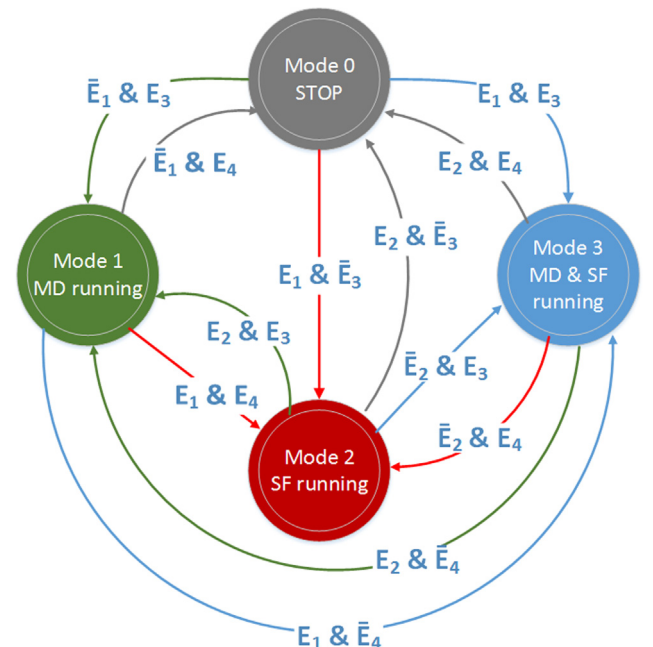 Mode 0
STOP
Ē₁ & E₃
E₁ & E₃
Ē₁ & E₄
E₂ & E₄
E₂ & Ē₃
Mode 1
MD running
Mode 3
MD & SF
running
E₁ & Ē₃
E₂ & E₃
Ē₂ & E₃
E₁ & E₄
Ē₂ & E₄
Mode 2
SF running
E₂ & Ē₄
E₁ & Ē₄